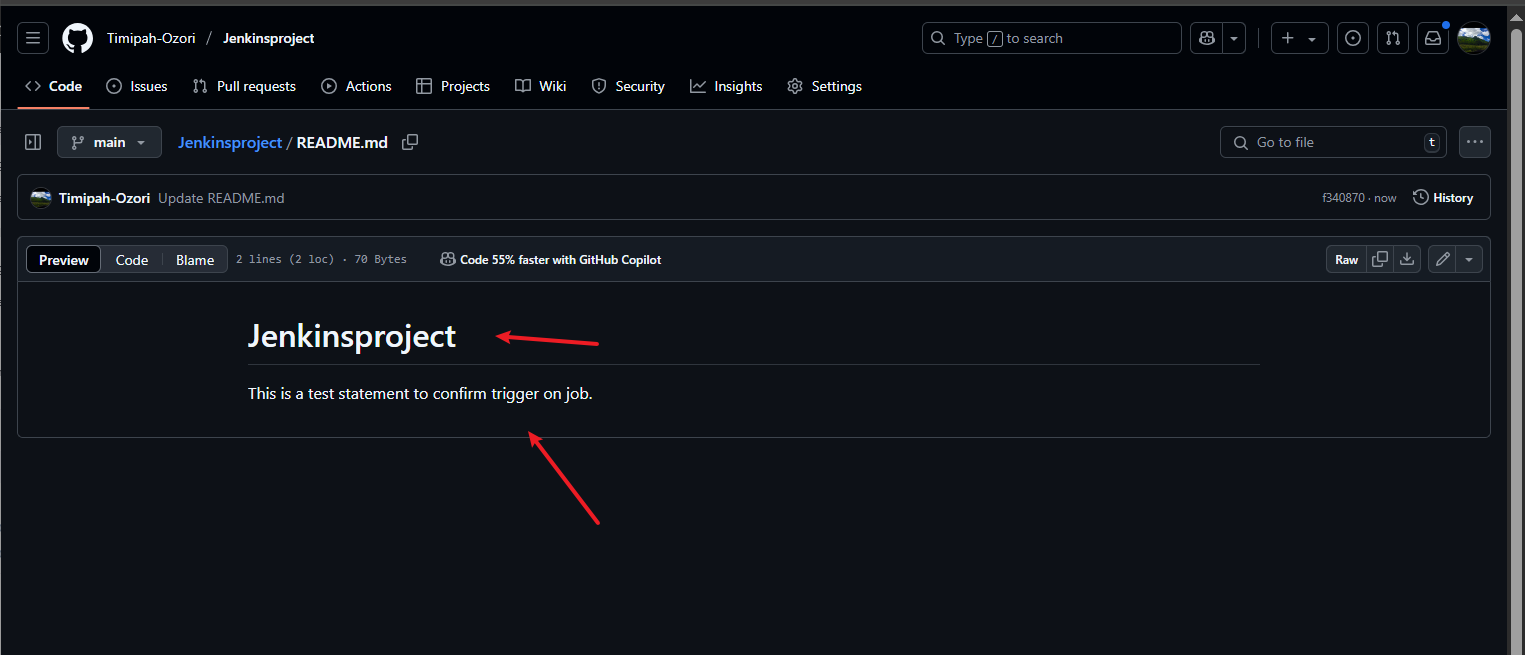 Timipah-Ozori / Jenkinsproject
Type / to search
Code Issues Pull requests Actions Projects Wiki Security Insights Settings
main Jenkinsproject / README.md Go to file t
Timipah-Ozori Update README.md f340870 · now History
Preview Code Blame 2 lines (2 loc) · 70 Bytes Code 55% faster with GitHub Copilot Raw
Jenkinsproject
This is a test statement to confirm trigger on job.